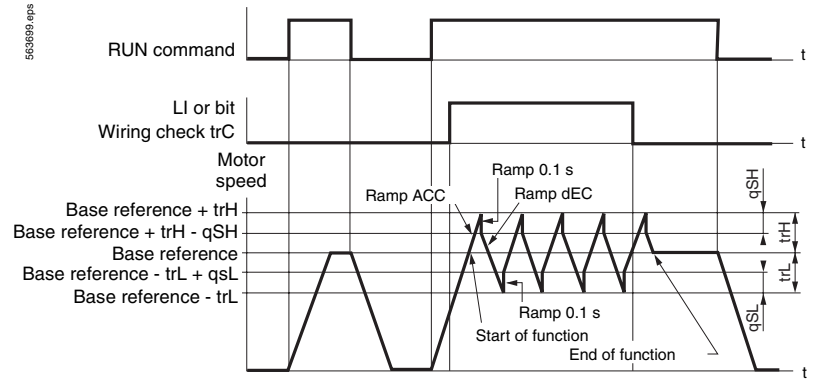 563699.eps
RUN command
t
LI or bit
Wiring check trC
t
Motor
speed
Ramp 0.1 s
Ramp ACC
Ramp dEC
qSH
Base reference + trH
Base reference + trH - qSH
trH
Base reference
Base reference - trL + qsL
trL
Base reference - trL
Ramp 0.1 s
qSL
Start of function
End of function
t